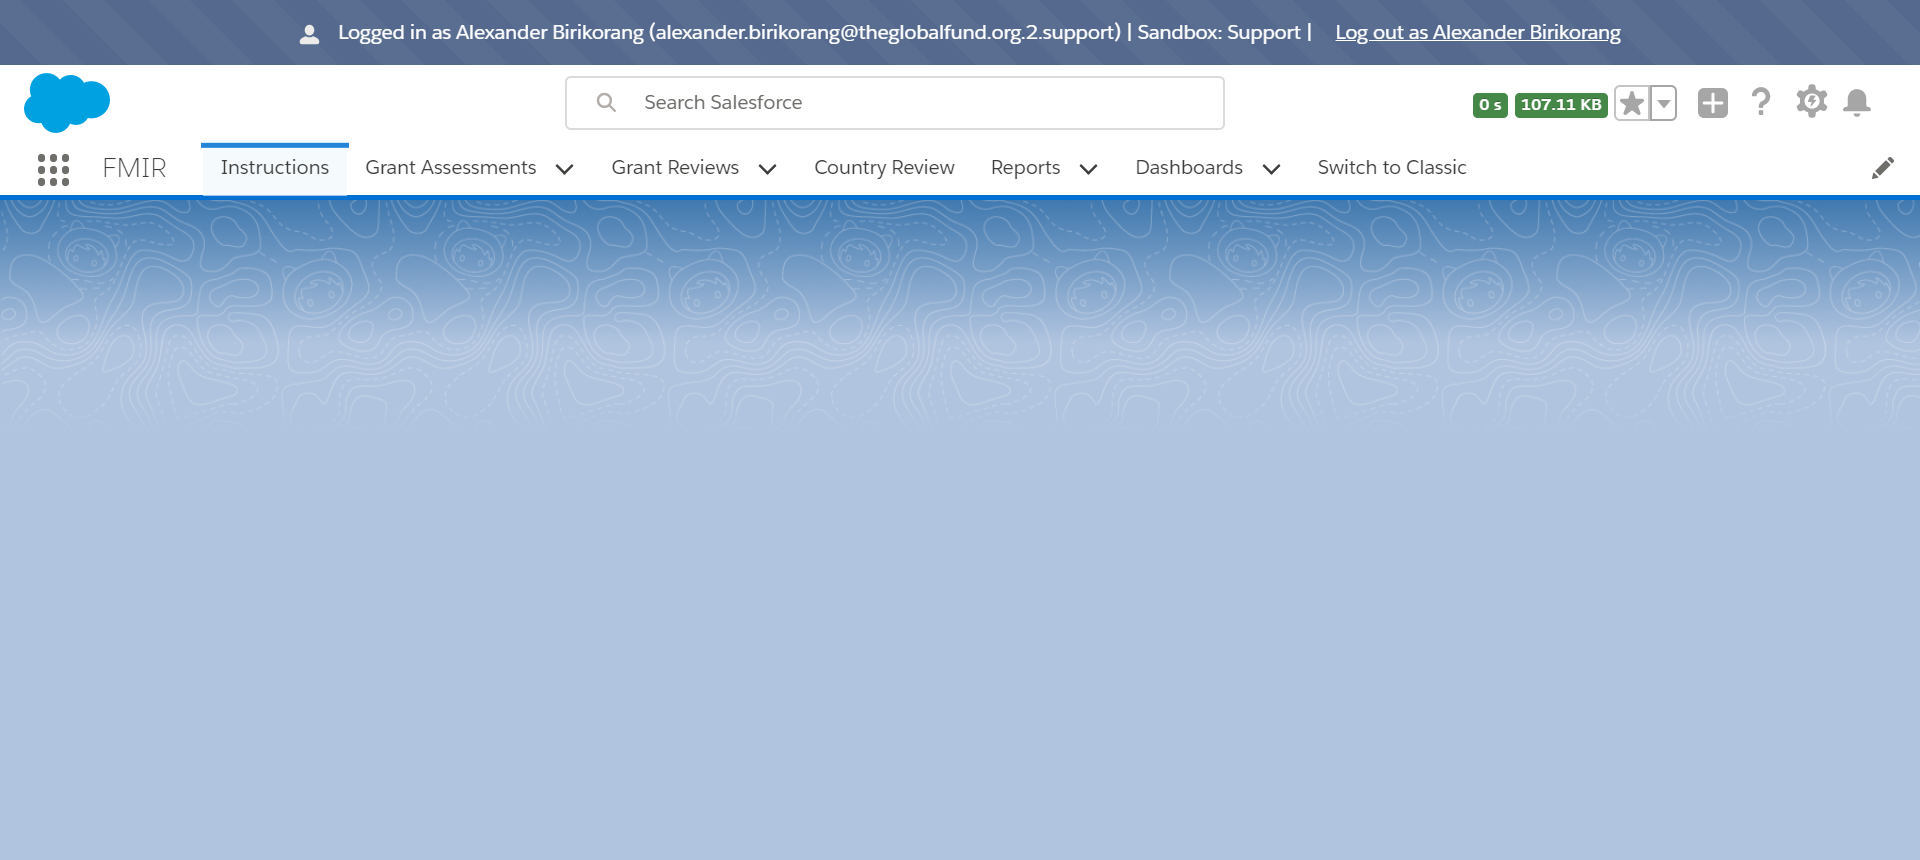 Logged in as Alexander Birikorang (alexander.birikorang@theglobalfund.org.2.support) | Sandbox: Support | Log out as Alexander Birikorang
Search Salesforce
0 s 107.11 KB
FMIR Instructions Grant Assessments Grant Reviews Country Review Reports Dashboards Switch to Classic